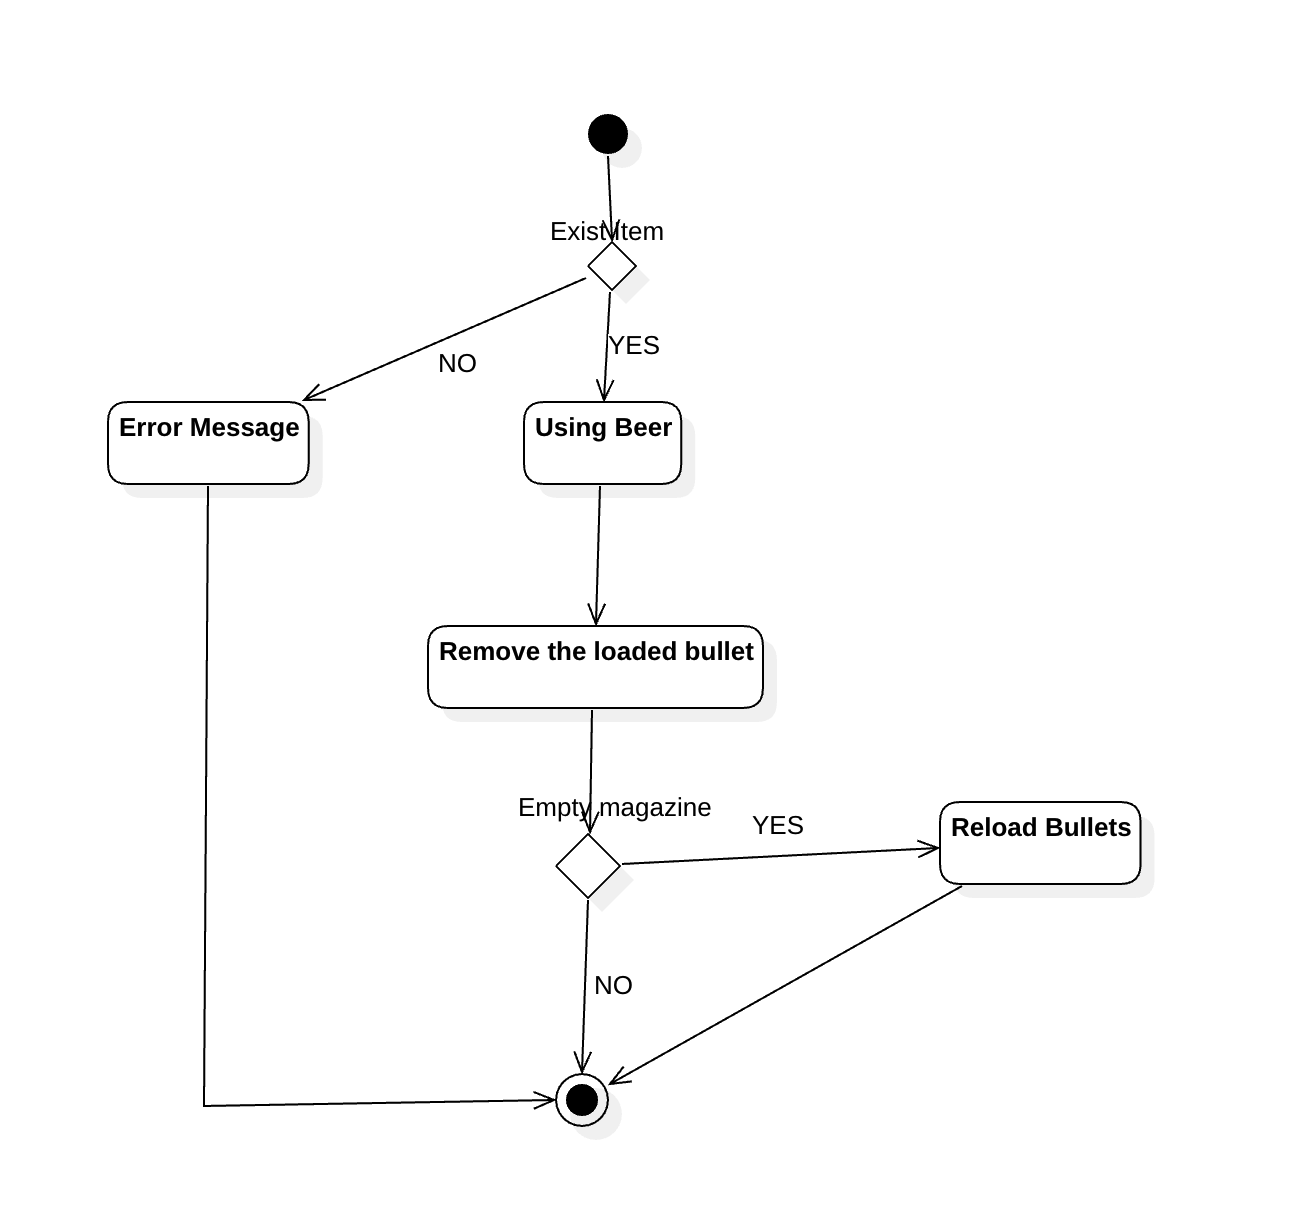 Exist Item
YES
NO
Error Message
Using Beer
Remove the loaded bullet
Empty magazine
YES
Reload Bullets
NO